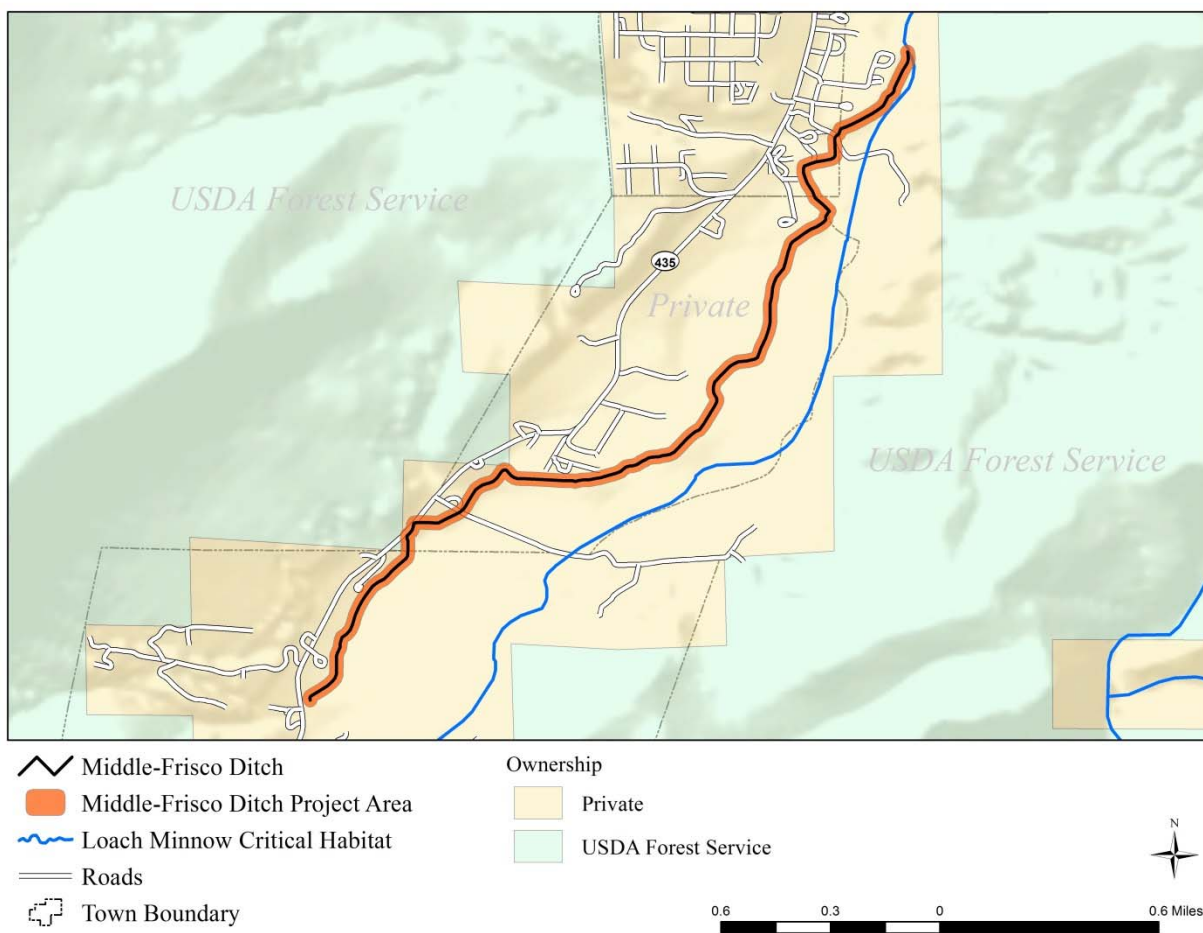 USDA Forest Service
435
Private
USDA Forest Service
Middle-Frisco Ditch
Middle-Frisco Ditch Project Area
Loach Minnow Critical Habitat
Roads
Town Boundary
Ownership
Private
USDA Forest Service
N
0.6 0.3 0 0.6 Miles